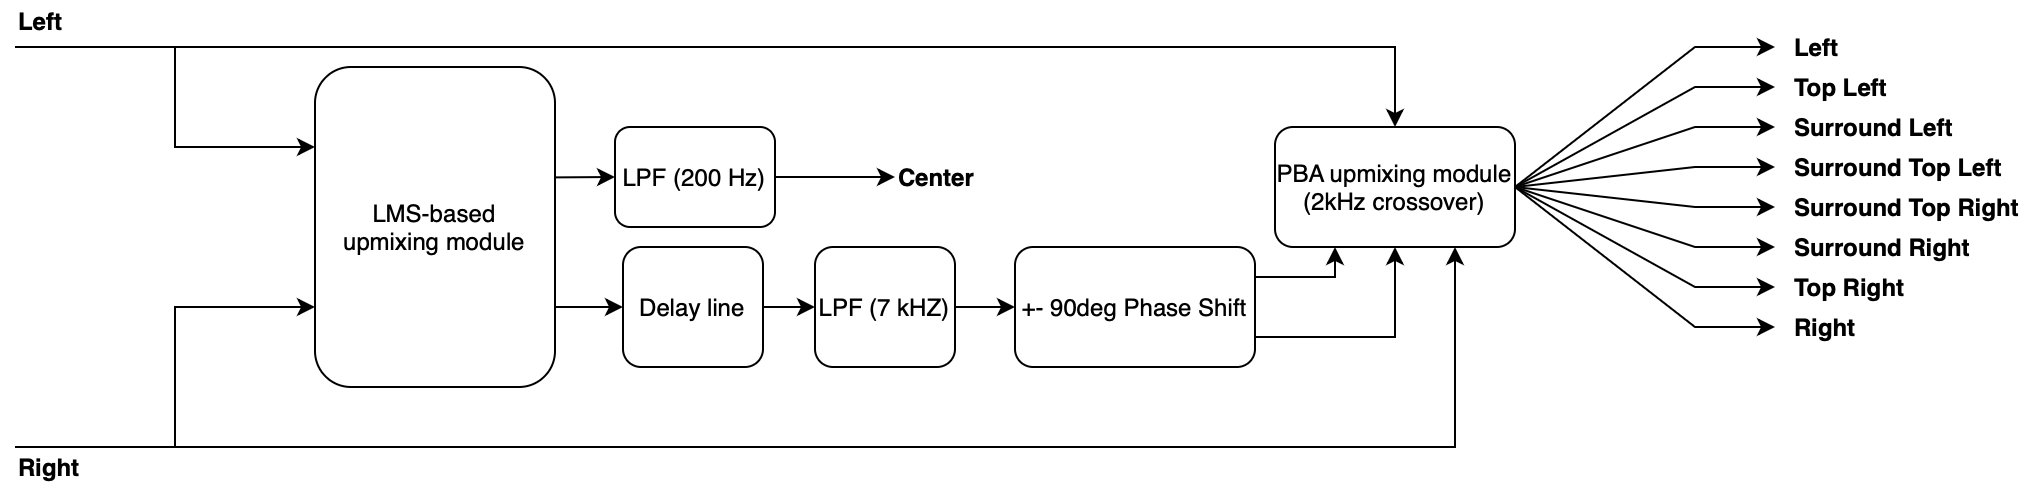 Left
LMS-based
upmixing module
LPF (200 Hz)
Center
Delay line
LPF (7 kHZ)
+- 90deg Phase Shift
PBA upmixing module
(2kHz crossover)
Left
Top Left
Surround Left
Surround Top Left
Surround Top Right
Surround Right
Top Right
Right
Right